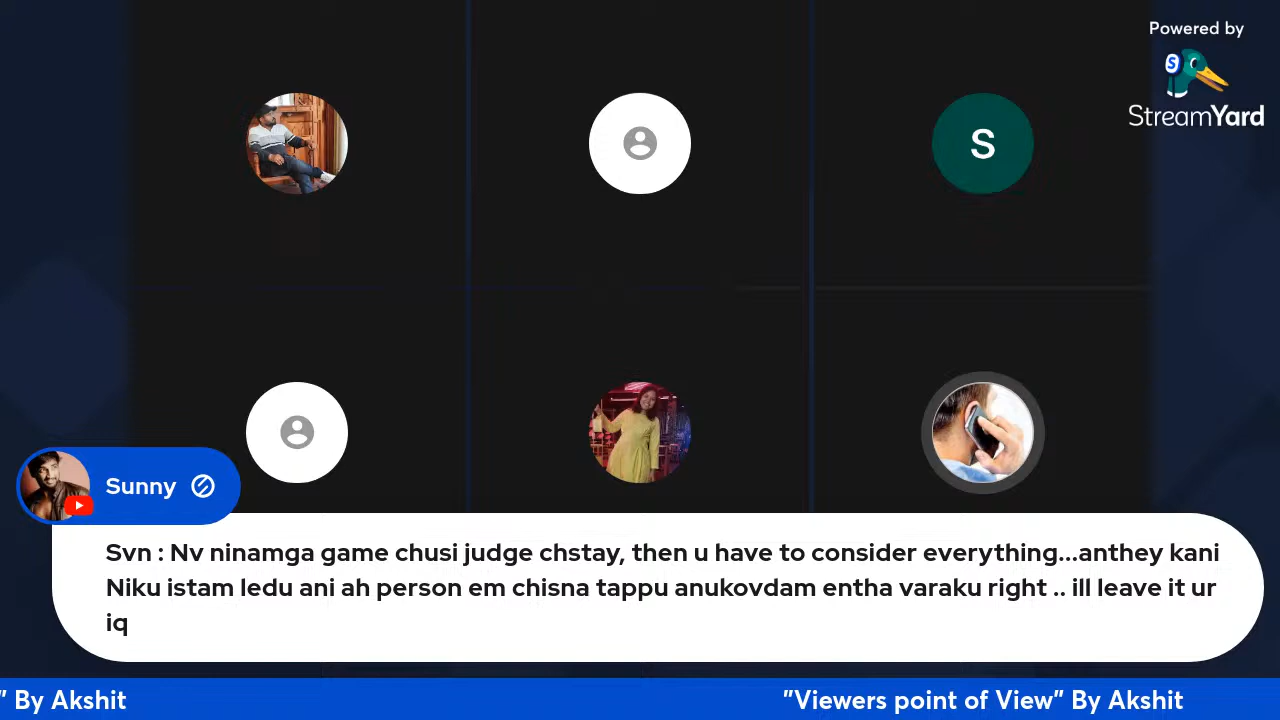 Powered by
StreamYard
S
S
Sunny
Svn : Nv ninamga game chusi judge chstay, then u have to consider everything...anthey kani
Niku istam ledu ani ah person em chisna tappu anukovdam entha varaku right .. ill leave it ur
iq
" By Akshit
"Viewers point of View" By Akshit